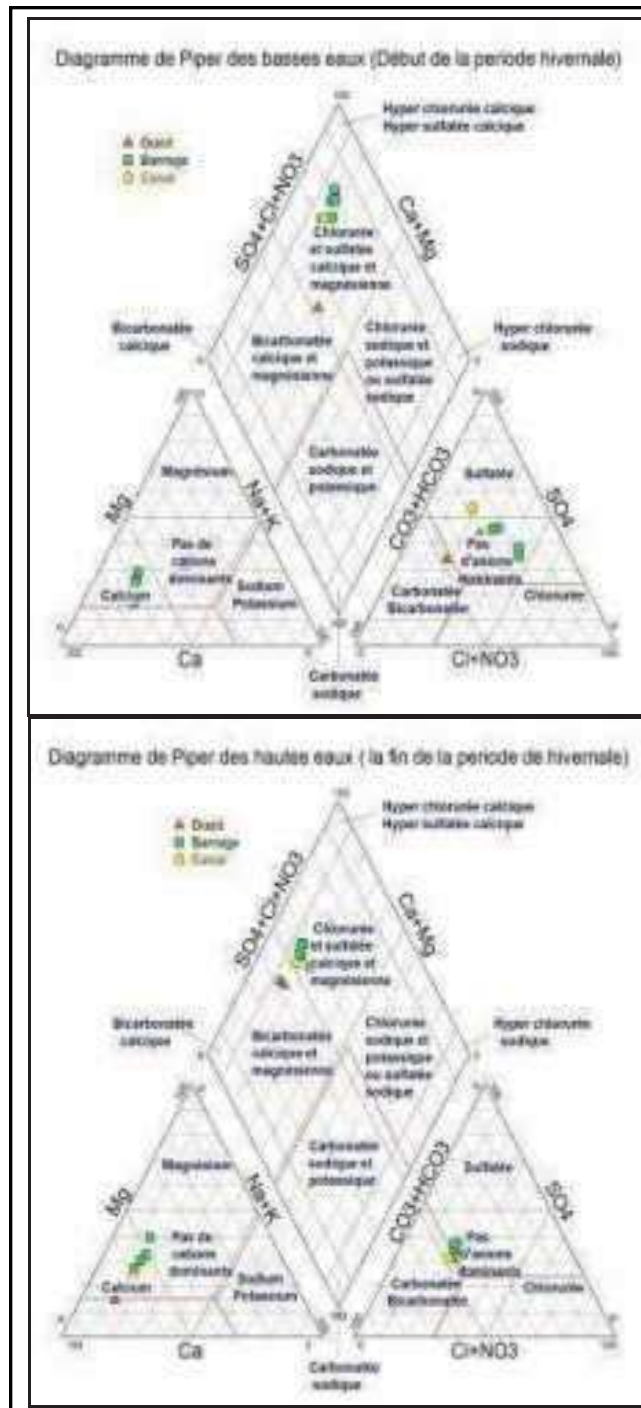 Diagramme de Piper des basses eaux (Début de la periode hivernale)
Hyper chlorurée calcique
Hyper sulfatée calcique
Oued
Barrage
Canal
SO4+Cl+NO3
Ca+Mg
Chlorurée
et sulfatée
calcique et
magnésienne
Bicarbonatée
calcique
Hyper chlorurée
sodique
Bicarbonatée
calcique et
magnésienne
Chlorurée
sodique et
potassique
ou sulfatée
sodique
Carbonatée
sodique et
potassique
Mg
Na+K
CO3+HCO3
SO4
Magnésium
Pas de
cations
dominants
Calcium
Sodium
Potassium
Sulfatée
Pas
d'anions
dominants
Carbonatée
Bicarbonatée
Chlorurée
Ca
Cl+NO3
Carbonatée
sodique
Diagramme de Piper des hautes eaux ( la fin de la periode de hivernale)
Hyper chlorurée calcique
Hyper sulfatée calcique
Oued
Barrage
Canal
SO4+Cl+NO3
Ca+Mg
Chlorurée
et sulfatée
calcique et
magnésienne
Bicarbonatée
calcique
Hyper chlorurée
sodique
Bicarbonatée
calcique et
magnésienne
Chlorurée
sodique et
potassique
ou sulfatée
sodique
Carbonatée
sodique et
potassique
Mg
Na+K
CO3+HCO3
SO4
Magnésium
Pas de
cations
dominants
Calcium
Sodium
Potassium
Sulfatée
Pas
d'anions
dominants
Carbonatée
Bicarbonatée
Chlorurée
Ca
Cl+NO3
Carbonatée
sodique